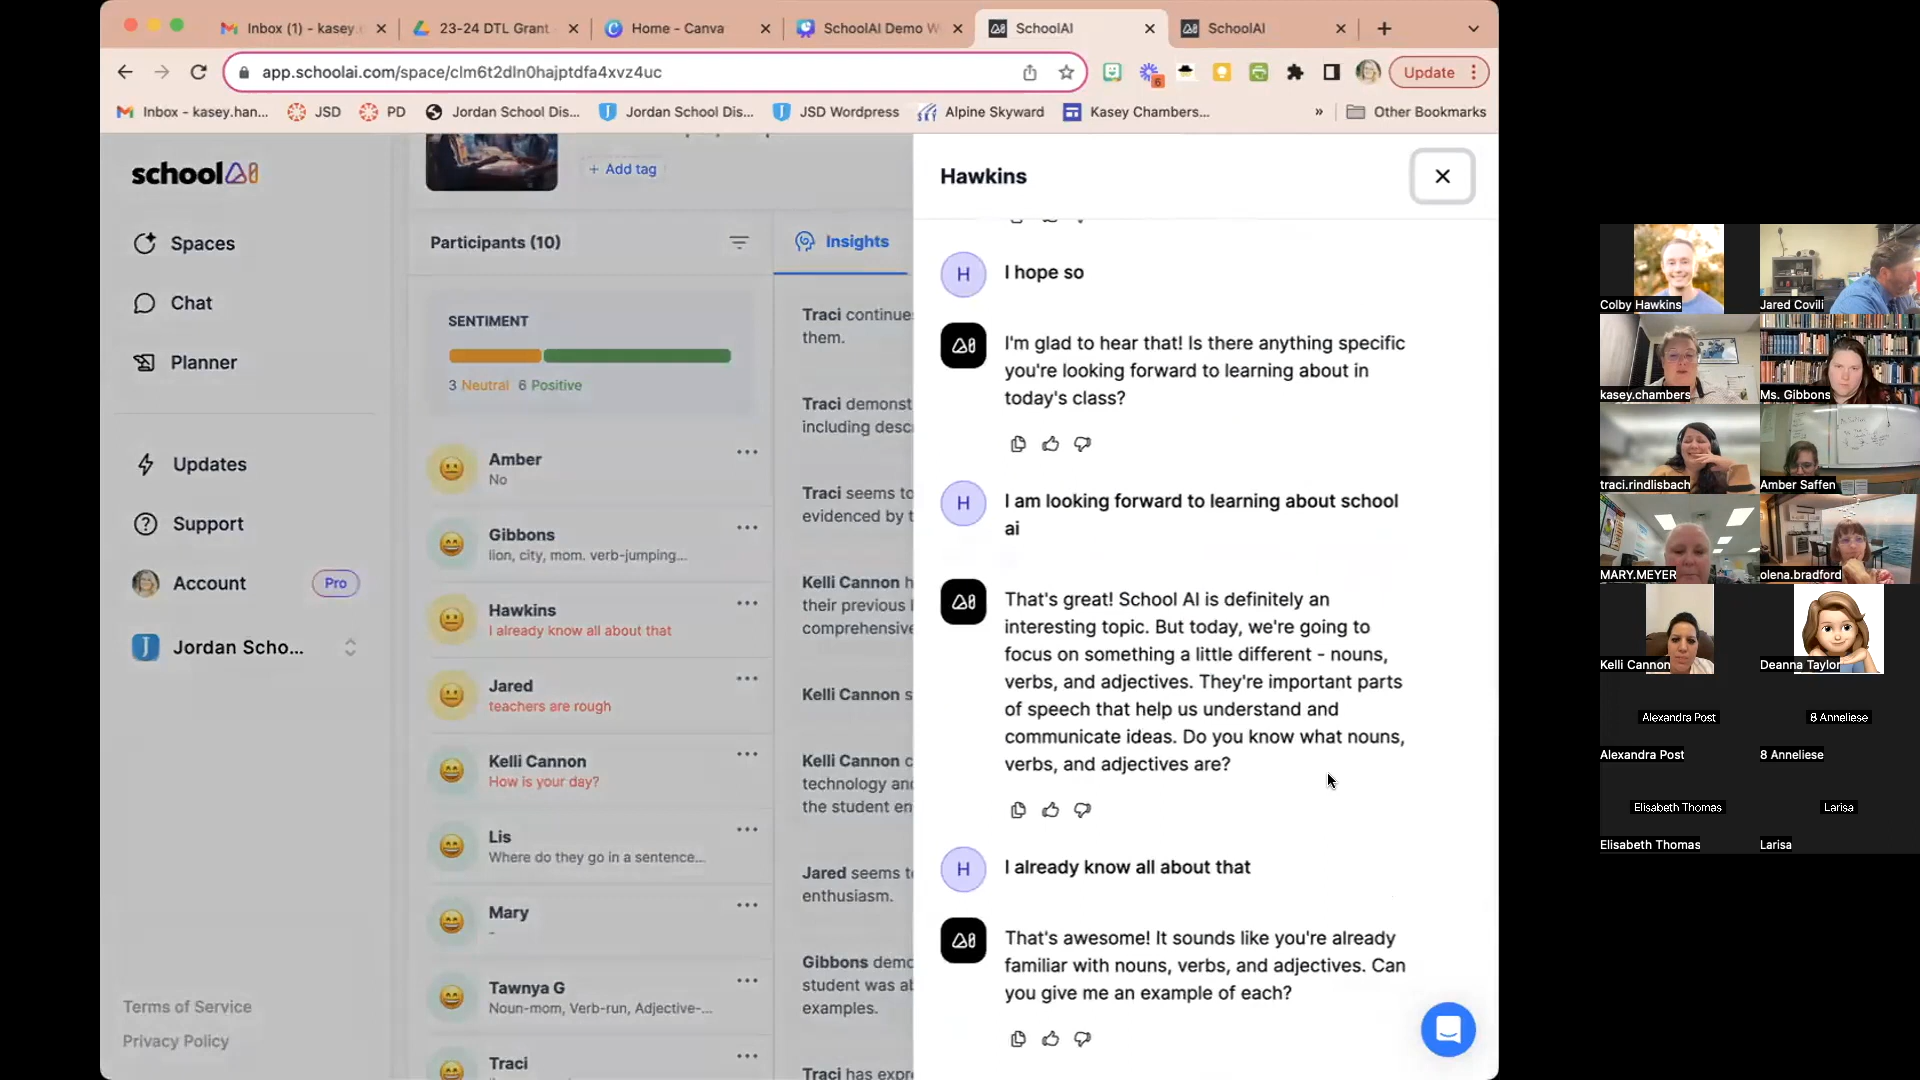 Inbox (1) - kasey.
23-24 DTL Grant
Home - Canva
SchoolAI Demo W
SchoolAI
SchoolAI
app.schoolai.com/space/clm6t2dln0hajptdfa4xvz4uc
6
Update
Inbox - kasey.han...
JSD
PD
Jordan School Dis...
Jordan School Dis...
JSD Wordpress
Alpine Skyward
Kasey Chambers...
»
Other Bookmarks
school
Spaces
Chat
Planner
Updates
Support
Account
Pro
Jordan Scho...
Terms of Service
Privacy Policy
+ Add tag
Participants (10)
SENTIMENT
3 Neutral 6 Positive
Amber
No
Gibbons
lion, city, mom. verb-jumping...
Hawkins
I already know all about that
Jared
teachers are rough
Kelli Cannon
How is your day?
Lis
Where do they go in a sentence...
Mary
-
Tawnya G
Noun-mom, Verb-run, Adjective-...
Traci
Insights
Traci continue
them.
Traci demonst
including desc
Traci seems to
evidenced by t
Kelli Cannon h
their previous
comprehensive
Kelli Cannon s
Kelli Cannon c
technology and
the student en
Jared seems to
enthusiasm.
Gibbons demo
student was al
examples.
Traci has expr
Hawkins
H
I hope so
I'm glad to hear that! Is there anything specific
you're looking forward to learning about in
today's class?
H
I am looking forward to learning about school
ai
That's great! School AI is definitely an
interesting topic. But today, we're going to
focus on something a little different - nouns,
verbs, and adjectives. They're important parts
of speech that help us understand and
communicate ideas. Do you know what nouns,
verbs, and adjectives are?
H
I already know all about that
That's awesome! It sounds like you're already
familiar with nouns, verbs, and adjectives. Can
you give me an example of each?
Colby Hawkins
Jared Covili
kasey.chambers
Ms. Gibbons
traci.rindlisbach
Amber Saffen
MARY.MEYER
olena.bradford
Kelli Cannon
Deanna Taylor
Alexandra Post
8 Anneliese
Alexandra Post
8 Anneliese
Elisabeth Thomas
Larisa
Elisabeth Thomas
Larisa